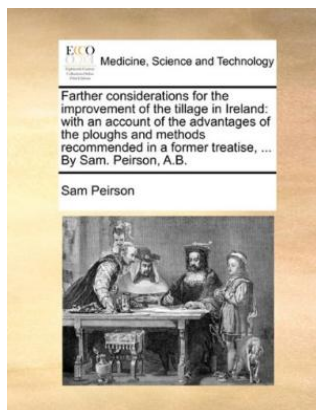 ECCO
Medicine, Science and Technology
Farther considerations for the
improvement of the tillage in Ireland:
with an account of the advantages of
the ploughs and methods
recommended in a former treatise, ...
By Sam. Peirson, A.B.
Sam Peirson